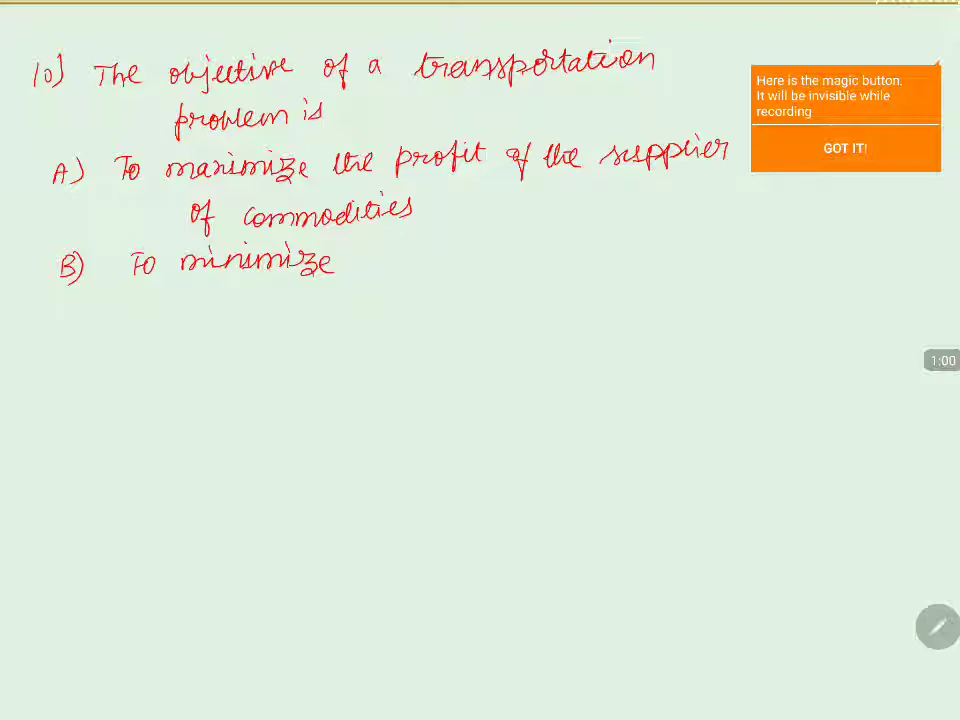 10) The objective of a transportation
problem is
A) To maximize the profit of the supplier
of commodities
B) To minimize
Here is the magic button.
It will be invisible while
recording
GOT IT!
1:00